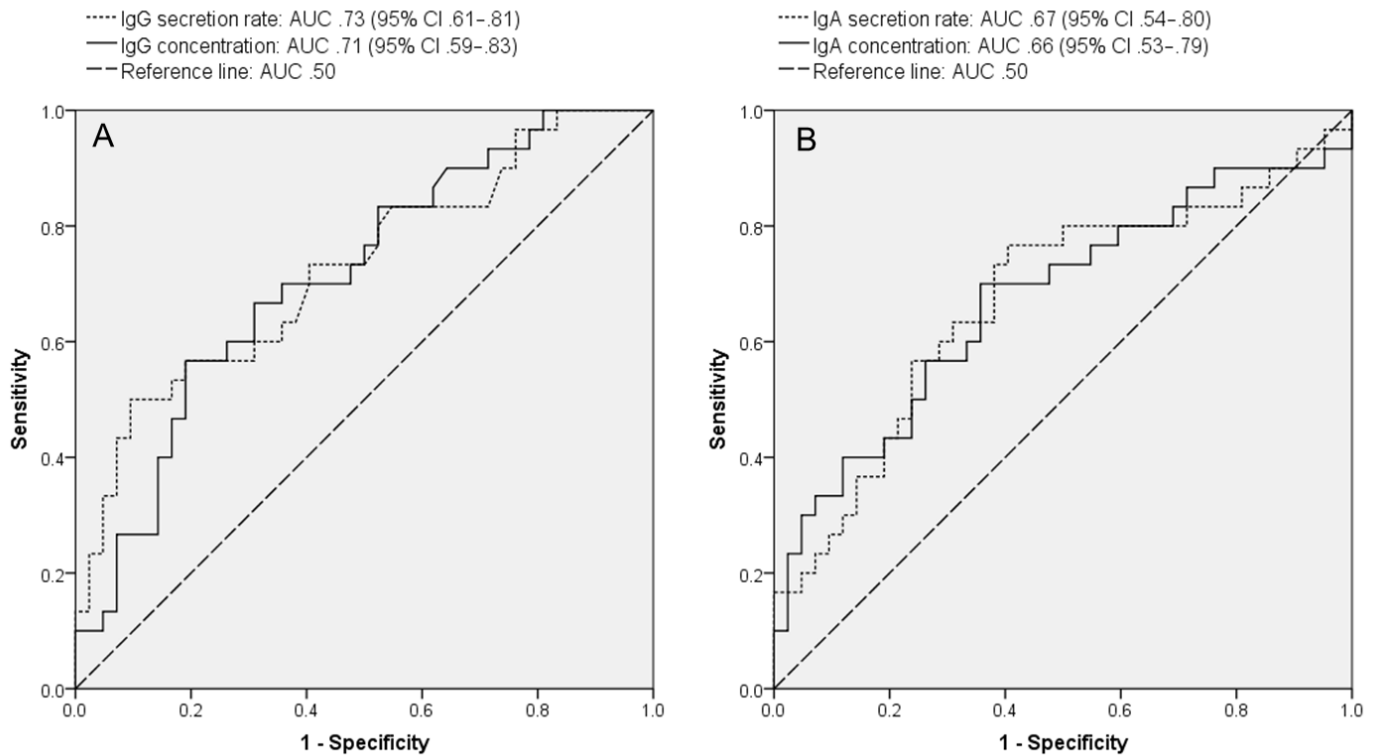 IgG secretion rate: AUC .73 (95% CI .61–.81)
IgG concentration: AUC .71 (95% CI .59–.83)
Reference line: AUC .50
A
1.0
0.8
0.6
0.4
0.2
0.0
Sensitivity
0.0 0.2 0.4 0.6 0.8 1.0
1 - Specificity
IgA secretion rate: AUC .67 (95% CI .54–.80)
IgA concentration: AUC .66 (95% CI .53–.79)
Reference line: AUC .50
B
1.0
0.8
0.6
0.4
0.2
0.0
Sensitivity
0.0 0.2 0.4 0.6 0.8 1.0
1 - Specificity